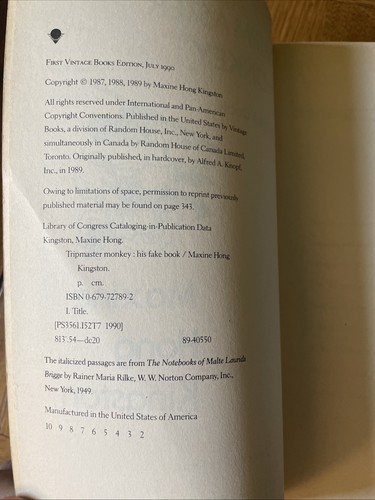 First Vintage Books Edition, July 1990
Copyright © 1987, 1988, 1989 by Maxine Hong Kingston
All rights reserved under International and Pan-American
Copyright Conventions. Published in the United States by Vintage
Books, a division of Random House, Inc., New York, and
simultaneously in Canada by Random House of Canada Limited,
Toronto. Originally published, in hardcover, by Alfred A. Knopf,
Inc., in 1989.
Owing to limitations of space, permission to reprint previously
published material may be found on page 343.
Library of Congress Cataloging-in-Publication Data
Kingston, Maxine Hong.
Tripmaster monkey : his fake book / Maxine Hong
Kingston.
p. cm.
ISBN 0-679-72789-2
I. Title.
[PS3561.I52T7 1990]
813'.54—dc20 89-40550
The italicized passages are from The Notebooks of Malte Laurids
Brigge by Rainer Maria Rilke, W. W. Norton Company, Inc.,
New York, 1949.
Manufactured in the United States of America
10 9 8 7 6 5 4 3 2